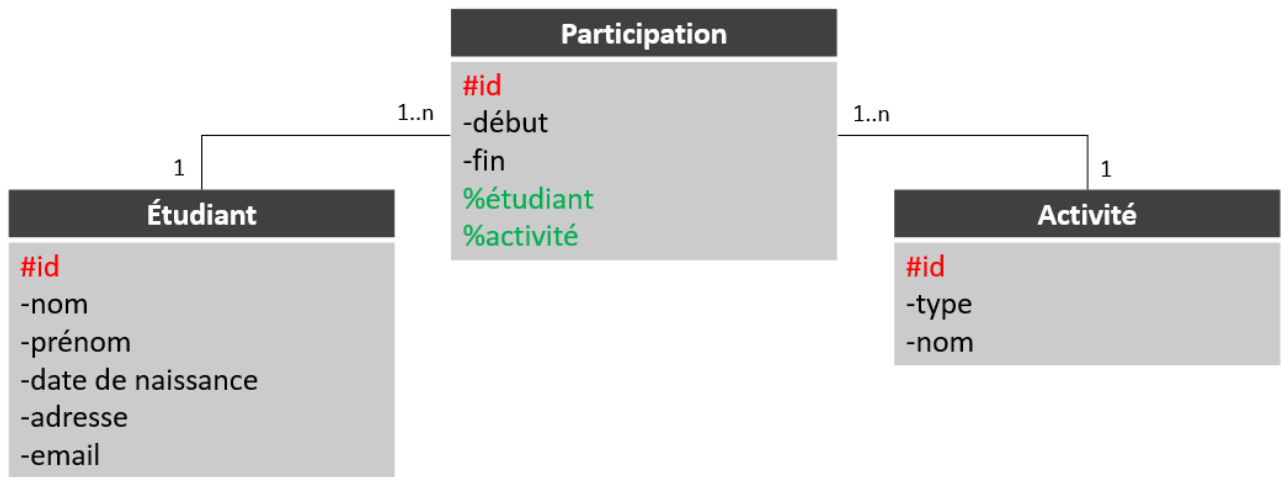 Participation
#id
-début
-fin
%étudiant
%activité
1..n
1..n
1
1
Étudiant
#id
-nom
-prénom
-date de naissance
-adresse
-email
Activité
#id
-type
-nom